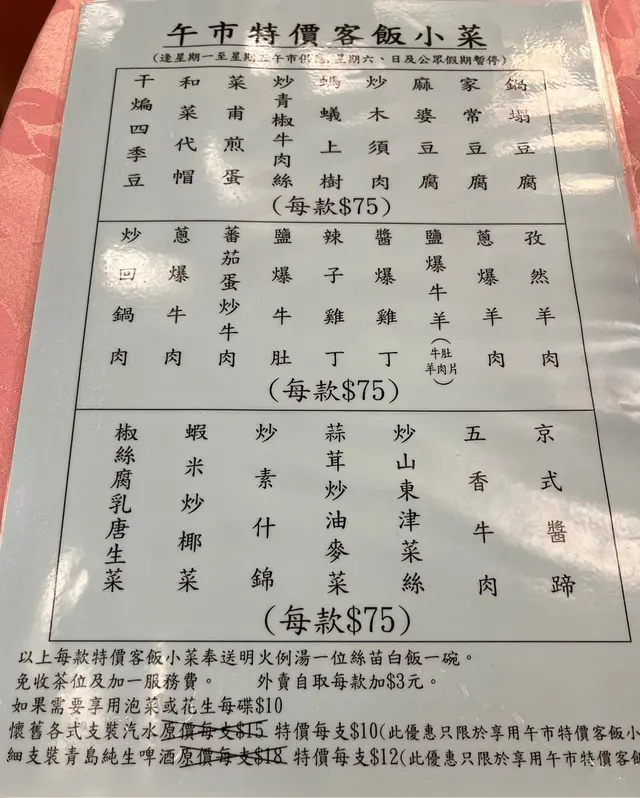 午市特價客飯小菜
(逢星期一至星期五午市供應,星期六、日及公眾假期暫停)
鍋塌豆腐
家常豆腐
麻婆豆腐
炒木須肉
螞蟻上樹
炒青椒牛肉絲
菜甫煎蛋
和菜代帽
干煸四季豆
(每款$75)
孜然羊肉
蔥爆羊肉
鹽爆牛羊(牛肚羊肉片)
醬爆雞丁
辣子雞丁
鹽爆牛肚
蕃茄蛋炒牛肉
蔥爆牛肉
炒回鍋肉
(每款$75)
京式醬蹄
五香牛肉
炒山東津菜絲
蒜茸炒油麥菜
炒素什錦
蝦米炒椰菜
椒絲腐乳唐生菜
(每款$75)
以上每款特價客飯小菜奉送明火例湯一位絲苗白飯一碗。
免收茶位及加一服務費。 外賣自取每款加$3元。
如果需要享用泡菜或花生每碟$10
懷舊各式支裝汽水原價每支$15 特價每支$10(此優惠只限於享用午市特價客飯小
細支裝青島純生啤酒原價每支$18 特價每支$12(此優惠只限於享用午市特價客飯